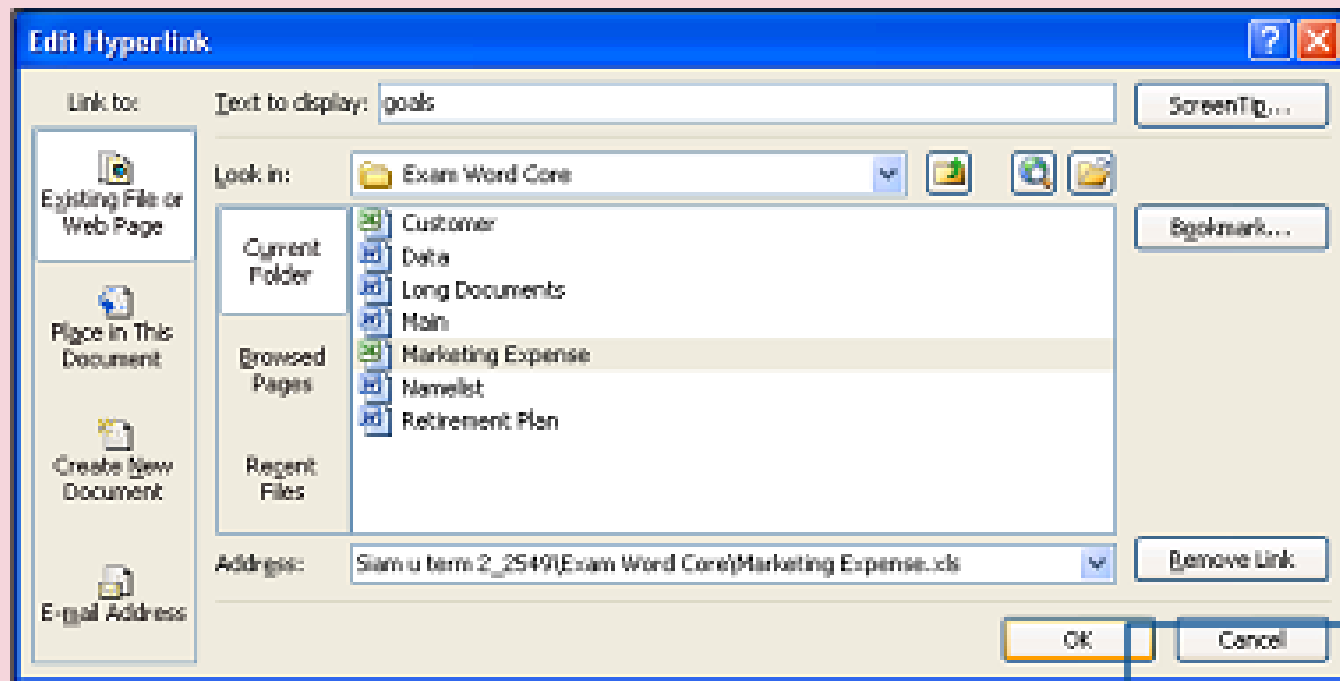 Edit Hyperlink
Link to:
Text to display: goals
ScreenTip...
Existing File or
Web Page
Look in: Exam Word Core
Current
Folder
Customer
Data
Long Documents
Main
Marketing Expense
Namelist
Retirement Plan
Bookmark...
Place in This
Document
Browsed
Pages
Create New
Document
Recent
Files
Address: Siam u term 2_2549\Exam Word Core\Marketing Expense.xls
Remove Link
E-mail Address
OK
Cancel